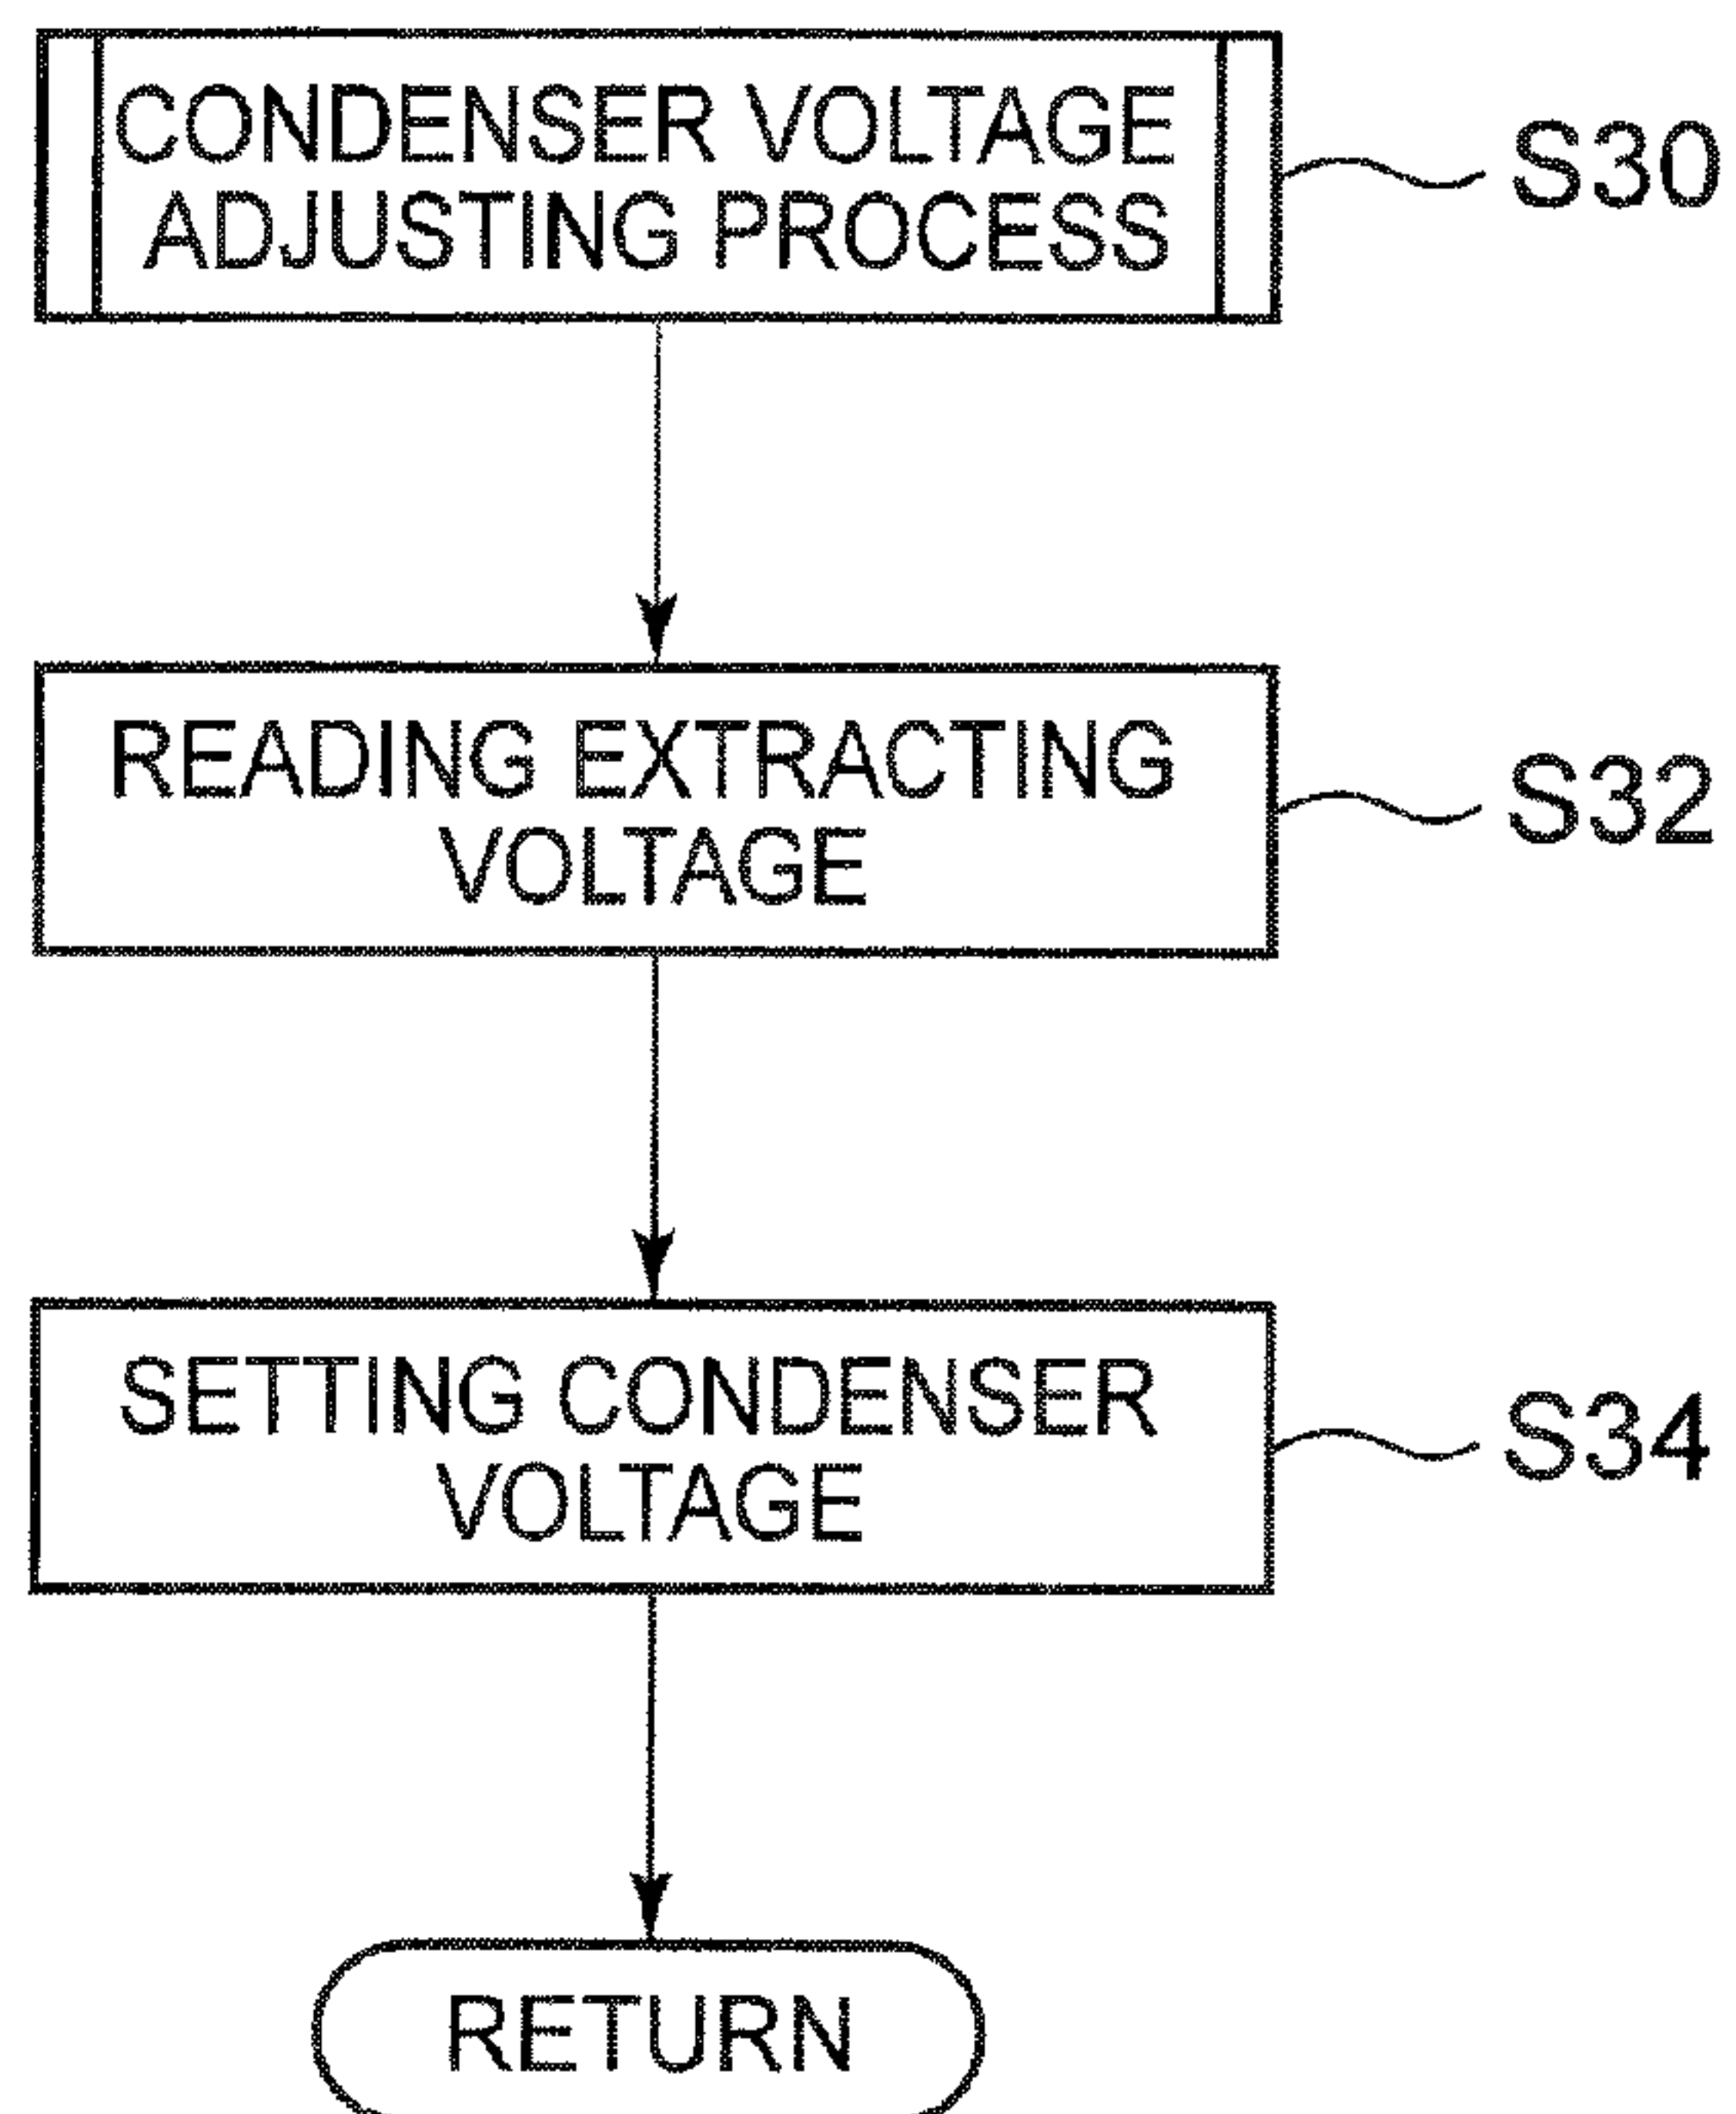 CONDENSER VOLTAGE
ADJUSTING PROCESS
S30
READING EXTRACTING
VOLTAGE
S32
SETTING CONDENSER
VOLTAGE
S34
RETURN